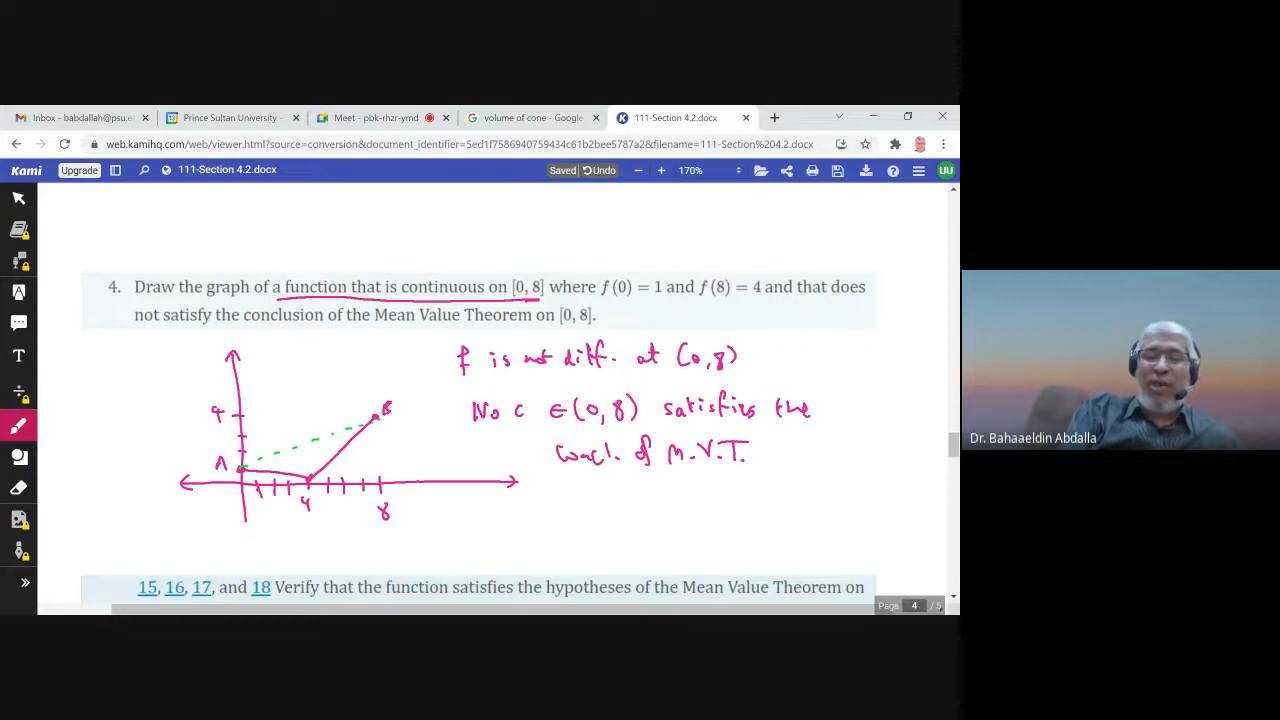 Inbox - babdallah@psu.e
Prince Sultan University -
Meet - pbk-rhzr-ymd
volume of cone - Google
111-Section 4.2.docx
web.kamihq.com/web/viewer.html?source=conversion&document_identifier=5ed1f7586940759434c61b2bee5787a2&filename=111-Section%204.2.docx
Kami
Upgrade
111-Section 4.2.docx
Saved
Undo
170%
UU
4. Draw the graph of a function that is continuous on [0, 8] where f (0) = 1 and f (8) = 4 and that does
not satisfy the conclusion of the Mean Value Theorem on [0, 8].
f is not diff. at (0,8)
No c ∈ (0,8) satisfies the
concl. of M.V.T.
4
B
A
4
8
Dr. Bahaaeldin Abdalla
15, 16, 17, and 18 Verify that the function satisfies the hypotheses of the Mean Value Theorem on
Page 4 / 5